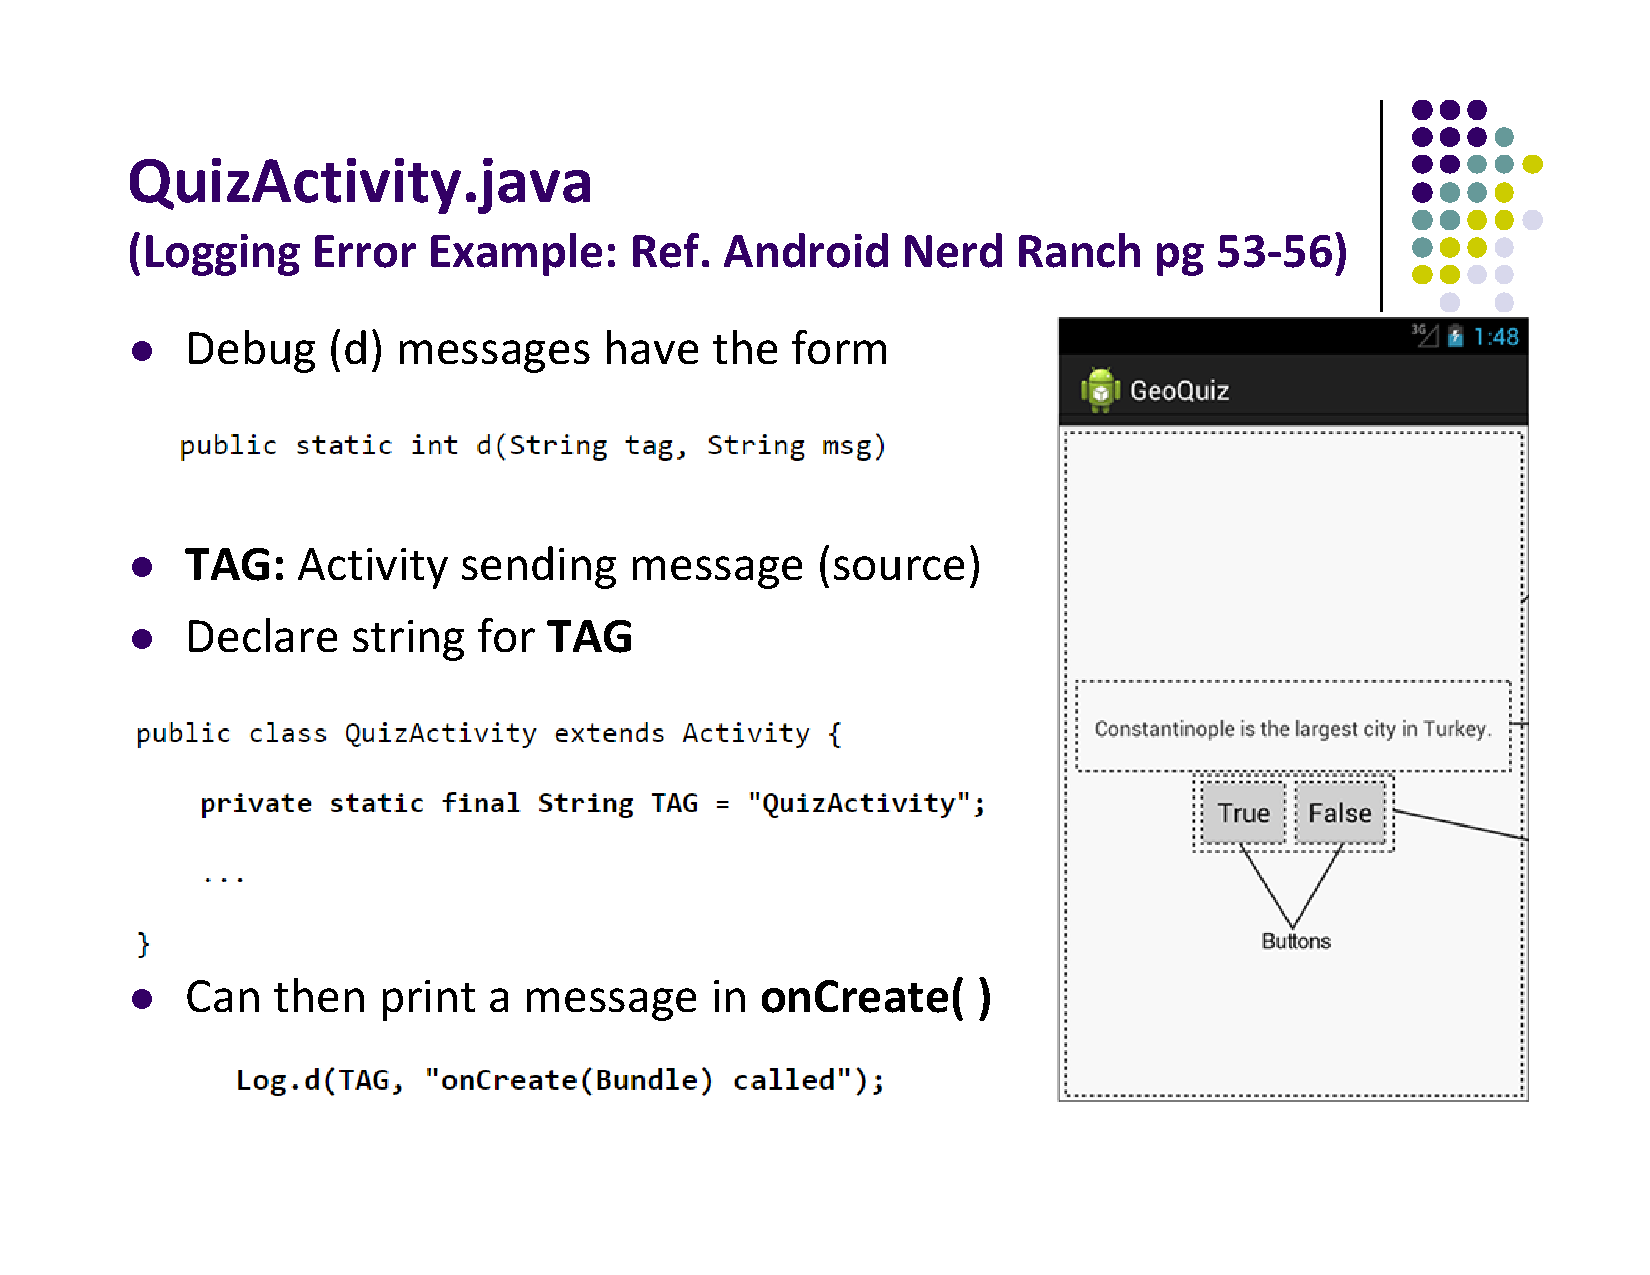 QuizActivity.java
(Logging Error Example: Ref. Android Nerd Ranch pg 53-56)
Debug (d) messages have the form
public static int d(String tag, String msg)
TAG: Activity sending message (source)
Declare string for TAG
public class QuizActivity extends Activity {
private static final String TAG = "QuizActivity";
...
}
Can then print a message in onCreate( )
Log.d(TAG, "onCreate(Bundle) called");
3G 1:48
GeoQuiz
Constantinople is the largest city in Turkey.
True False
Buttons